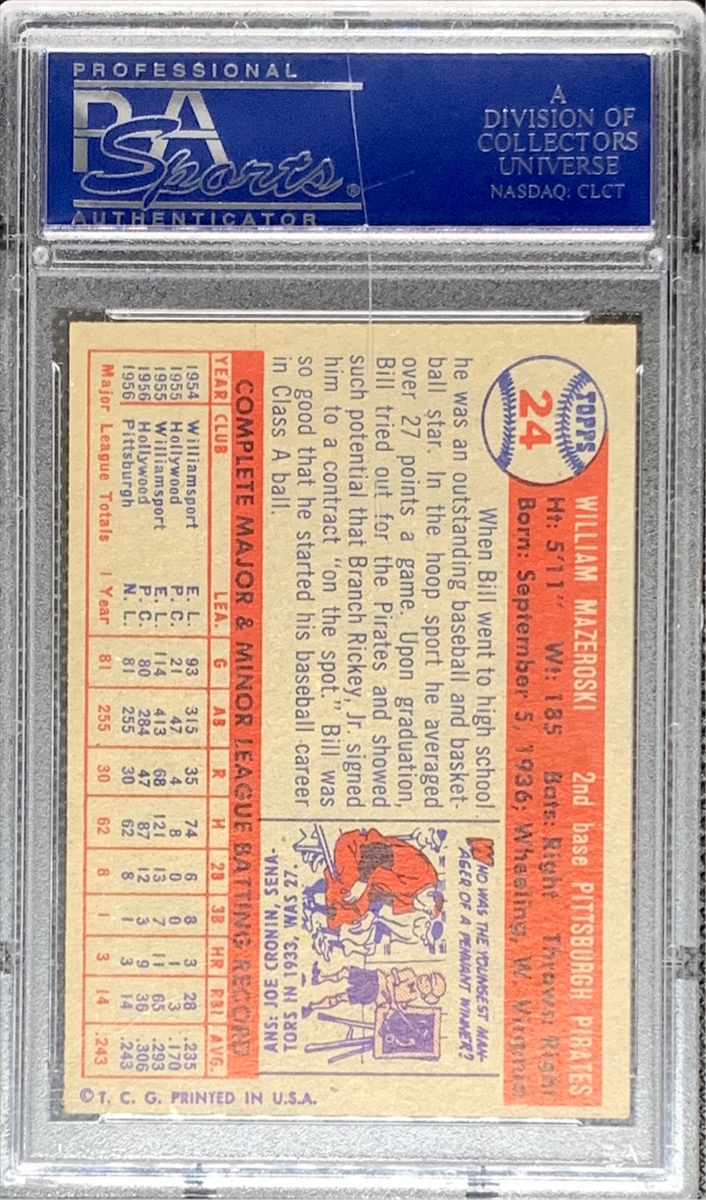 PROFESSIONAL
PSA
Sports®
AUTHENTICATOR
A
DIVISION OF
COLLECTORS
UNIVERSE
NASDAQ: CLCT
TOPPS
24
WILLIAM MAZEROSKI 2nd base PITTSBURGH PIRATES
Ht: 5'11" Wt: 185 Bats: Right Throws: Right
Born: September 5, 1936; Wheeling, W. Virginia
When Bill went to high school
he was an outstanding baseball and basket-
ball star. In the hoop sport he averaged
over 27 points a game. Upon graduation,
Bill tried out for the Pirates and showed
such potential that Branch Rickey, Jr. signed
him to a contract "on the spot." Bill was
so good that he started his baseball career
in Class A ball.
WHO WAS THE YOUNGEST MAN-
AGER OF A PENNANT WINNER?
ANS: JOE CRONIN, SENA-
TORS IN 1933, WAS 27.
COMPLETE MAJOR & MINOR LEAGUE BATTING RECORD
YEAR CLUB LEA. G AB R H 2B 3B HR RBI AVG.
1954 Williamsport E. L. 93 315 35 74 6 8 3 28 .235
1955 Hollywood P. C. 21 47 4 8 0 0 1 3 .170
1955 Williamsport E. L. 114 413 68 121 13 7 11 65 .293
1956 Hollywood P. C. 80 284 47 87 12 3 9 36 .306
1956 Pittsburgh N. L. 81 255 30 62 8 1 3 14 .243
Major League Totals 1 Year 81 255 30 62 8 1 3 14 .243
© T. C. G. PRINTED IN U.S.A.